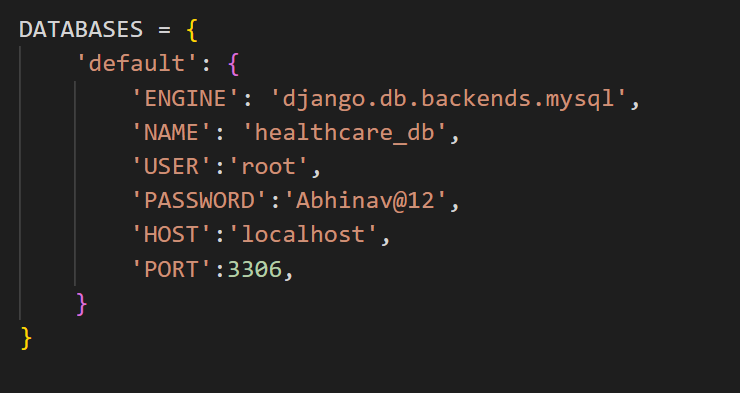 DATABASES = {
    'default': {
        'ENGINE': 'django.db.backends.mysql',
        'NAME': 'healthcare_db',
        'USER':'root',
        'PASSWORD':'Abhinav@12',
        'HOST':'localhost',
        'PORT':3306,
    }
}